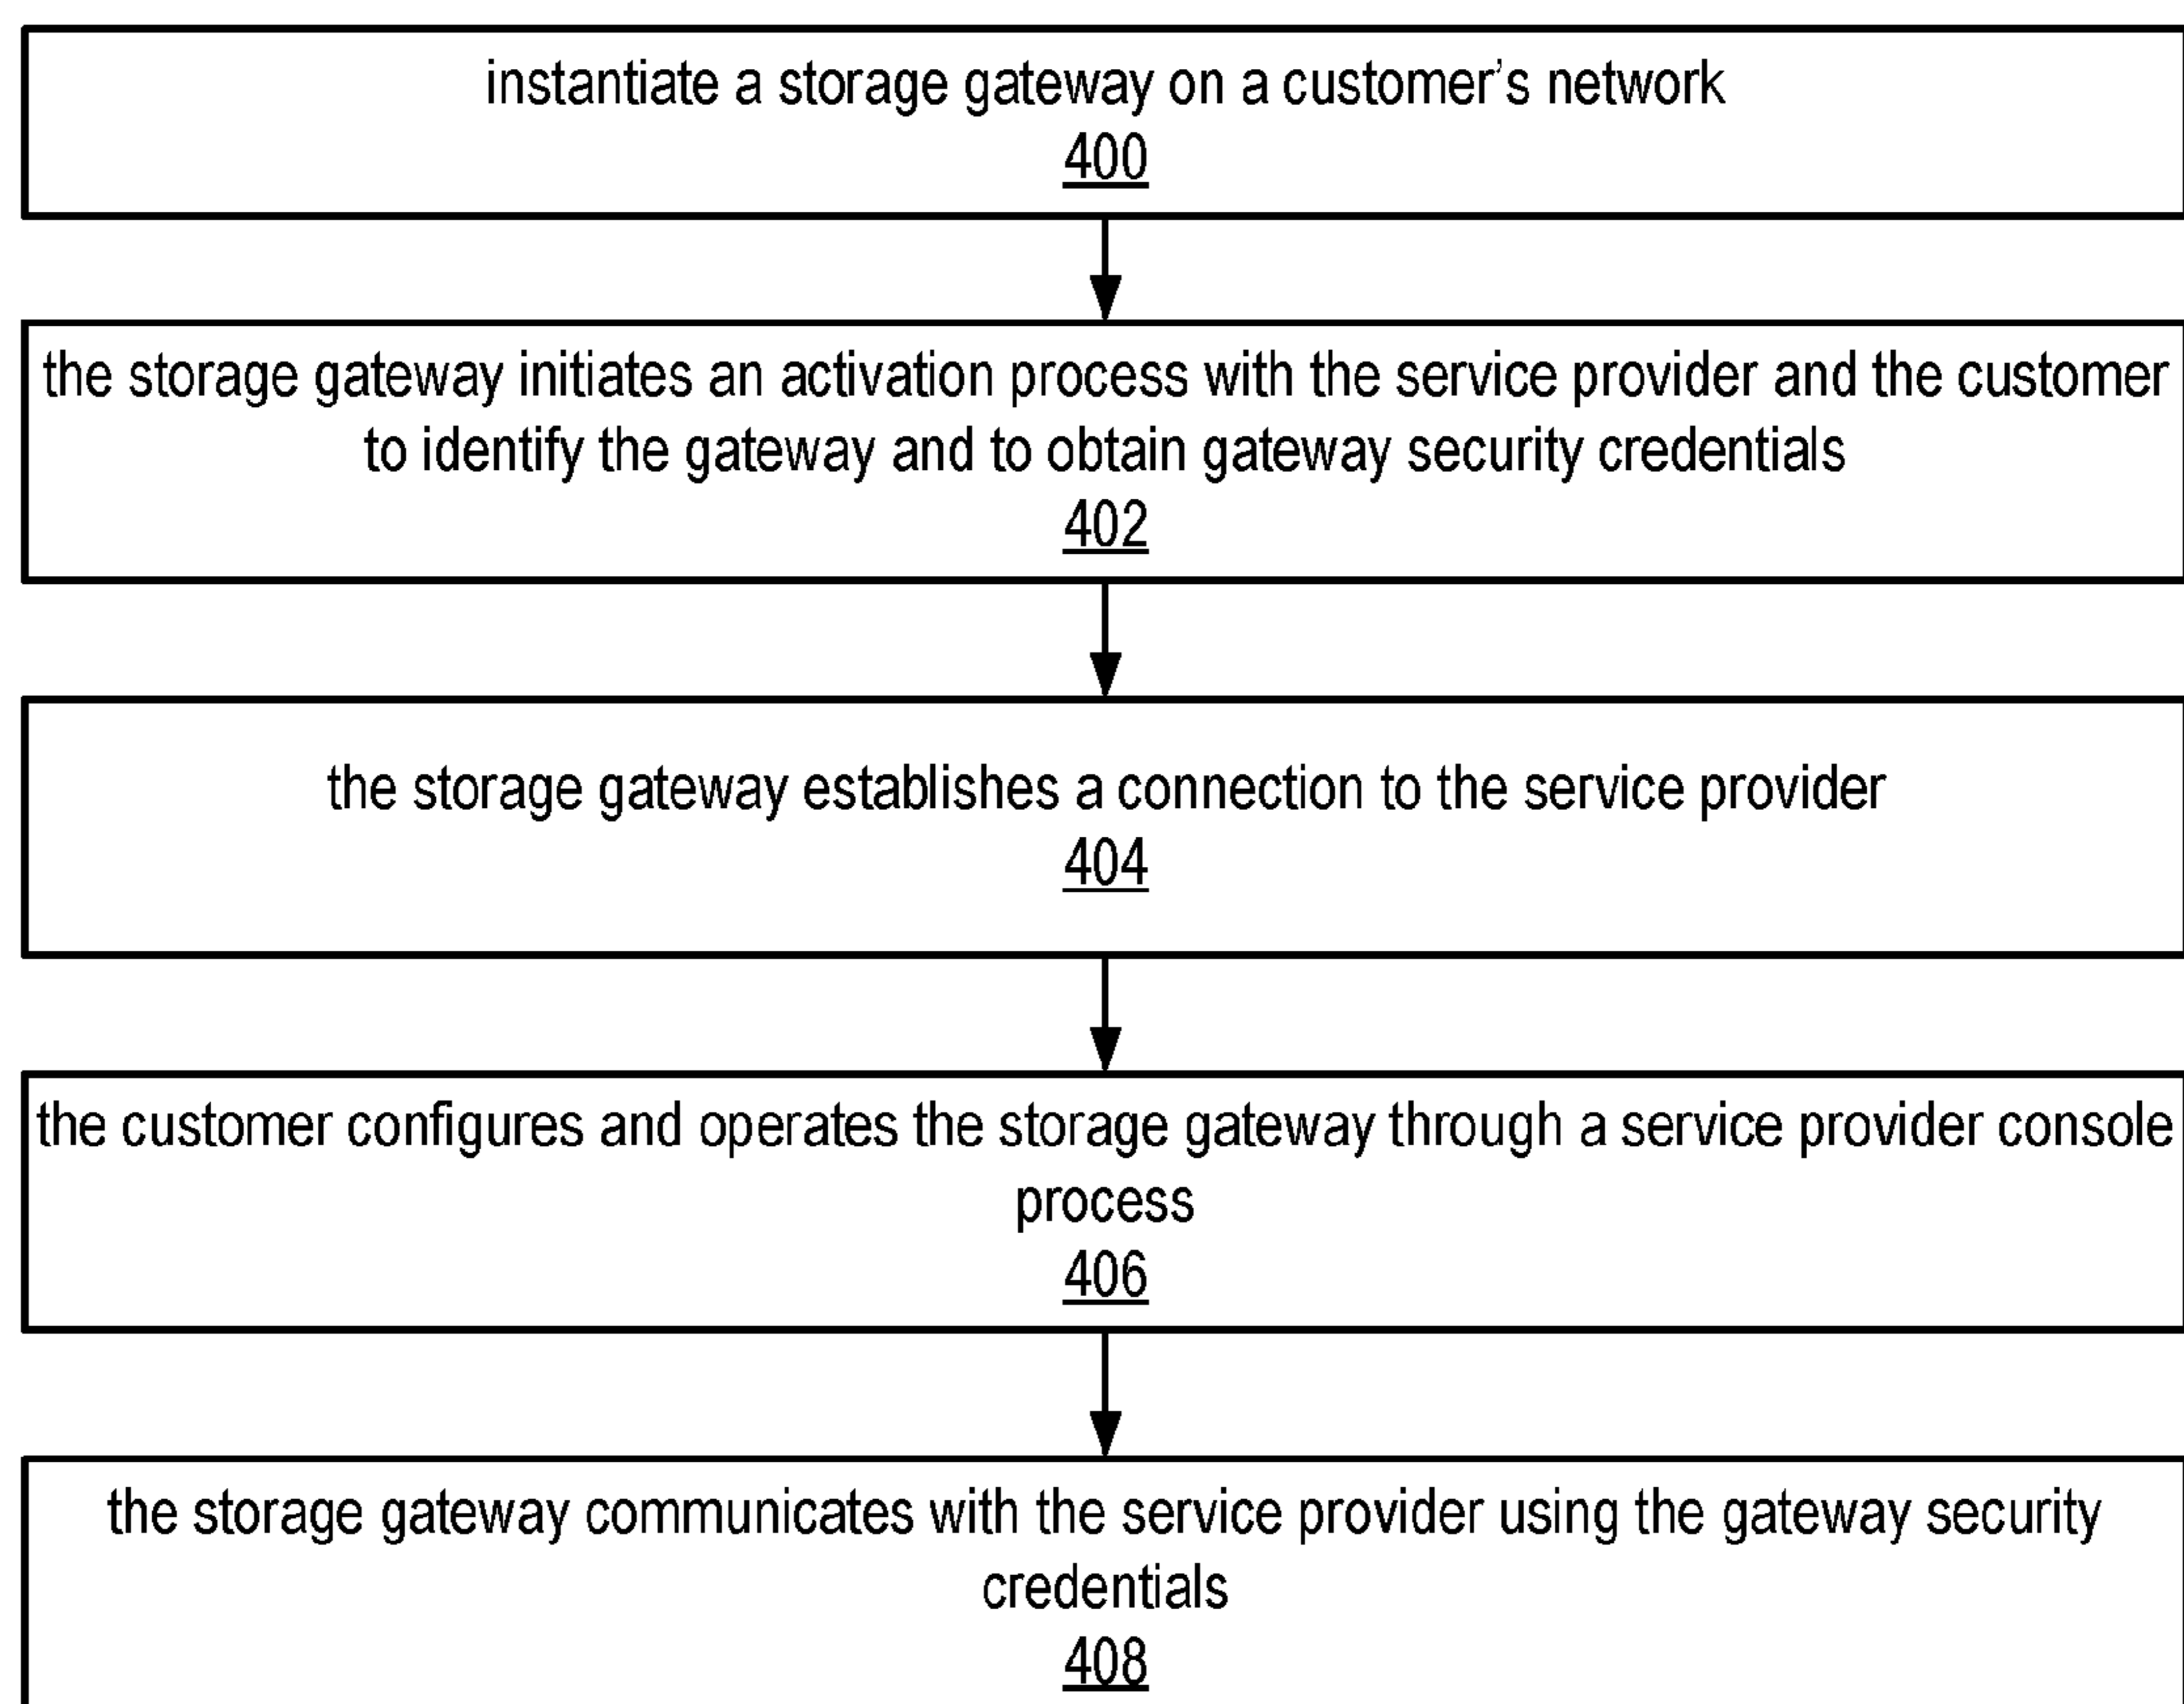 instantiate a storage gateway on a customer’s network
400
the storage gateway initiates an activation process with the service provider and the customer
to identify the gateway and to obtain gateway security credentials
402
the storage gateway establishes a connection to the service provider
404
the customer configures and operates the storage gateway through a service provider console
process
406
the storage gateway communicates with the service provider using the gateway security
credentials
408